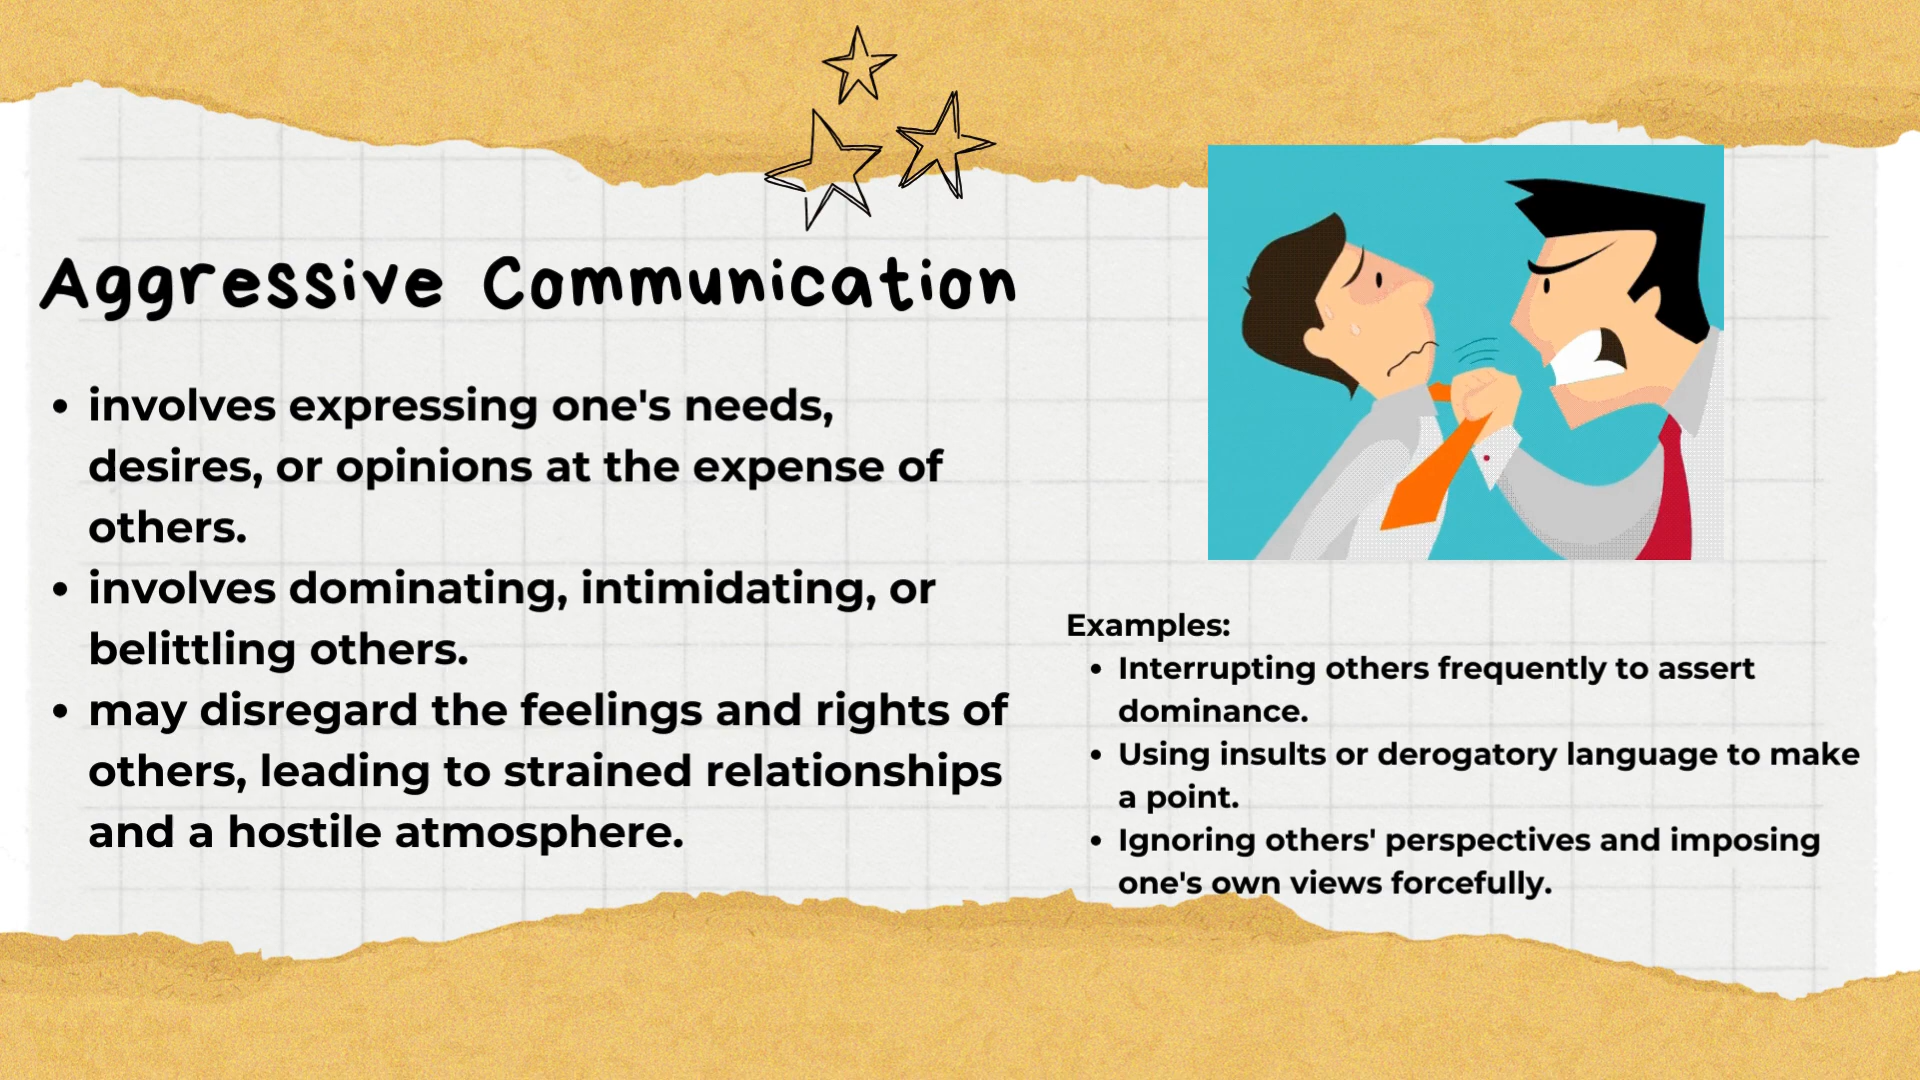 Aggressive Communication
• involves expressing one's needs,
desires, or opinions at the expense of
others.
• involves dominating, intimidating, or
belittling others.
• may disregard the feelings and rights of
others, leading to strained relationships
and a hostile atmosphere.
Examples:
• Interrupting others frequently to assert
dominance.
• Using insults or derogatory language to make
a point.
• Ignoring others' perspectives and imposing
one's own views forcefully.